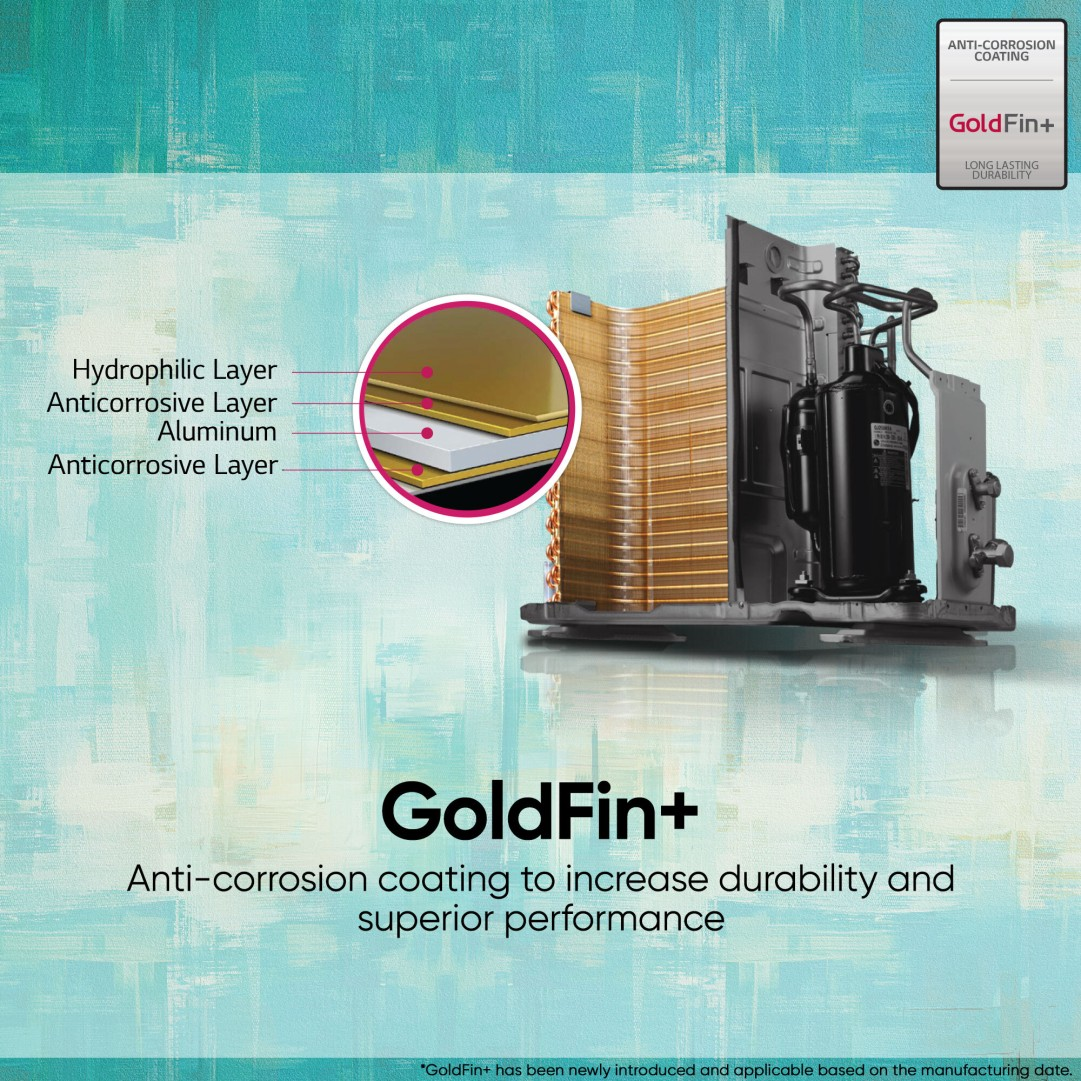 ANTI-CORROSION
COATING
GoldFin+
LONG LASTING
DURABILITY
Hydrophilic Layer
Anticorrosive Layer
Aluminum
Anticorrosive Layer
GoldFin+
Anti-corrosion coating to increase durability and
superior performance
*GoldFin+ has been newly introduced and applicable based on the manufacturing date.